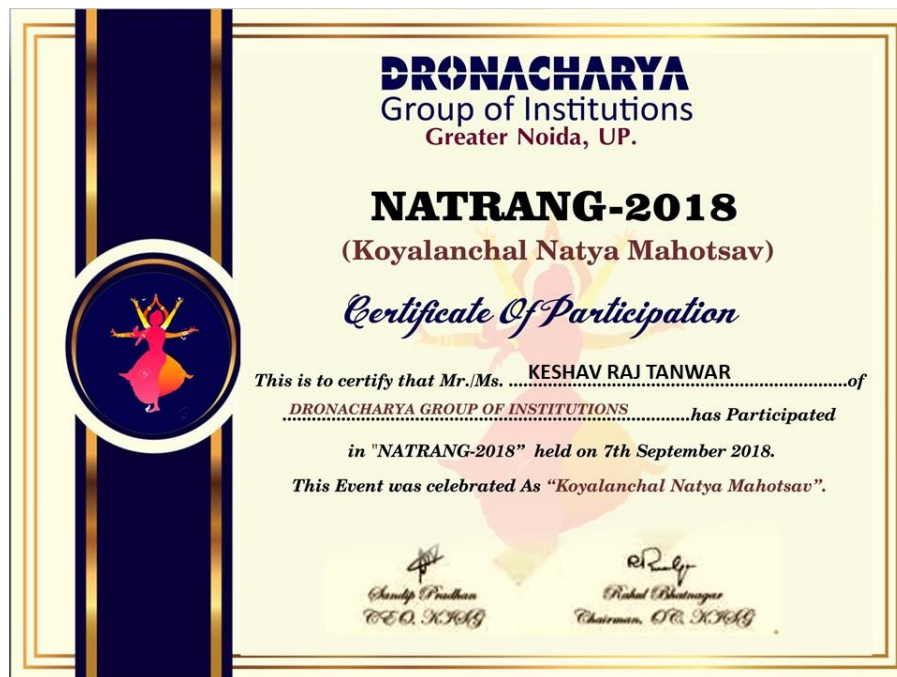 DRONACHARYA
Group of Institutions
Greater Noida, UP.
NATRANG-2018
(Koyalanchal Natya Mahotsav)
Certificate Of Participation
This is to certify that Mr./Ms. .....KESHAV RAJ TANWAR..............................of
DRONACHARYA GROUP OF INSTITUTIONS...............has Participated
in "NATRANG-2018” held on 7th September 2018.
This Event was celebrated As “Koyalanchal Natya Mahotsav”.
Sandip Pradhan
Rahul Bhatnagar
CEO, KISG
Chairman, OC, KISG